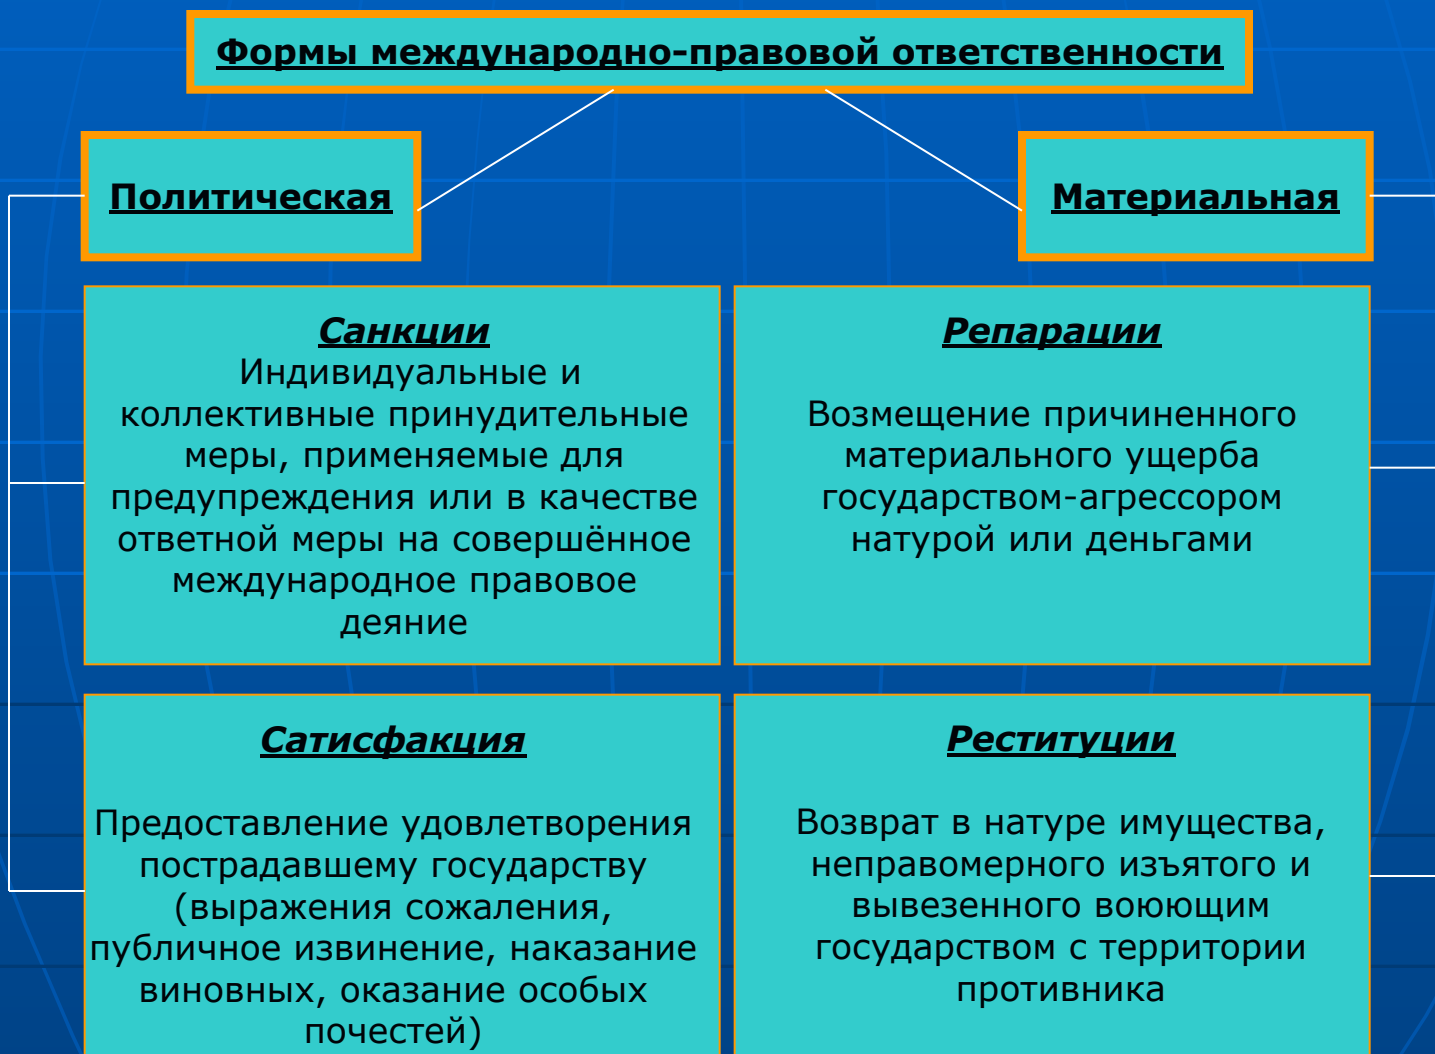 Формы международно-правовой ответственности
Политическая
Материальная
Санкции
Индивидуальные и
коллективные принудительные
меры, применяемые для
предупреждения или в качестве
ответной меры на совершённое
международное правовое
деяние
Репарации
Возмещение причиненного
материального ущерба
государством-агрессором
натурой или деньгами
Сатисфакция
Предоставление удовлетворения
пострадавшему государству
(выражения сожаления,
публичное извинение, наказание
виновных, оказание особых
почестей)
Реституции
Возврат в натуре имущества,
неправомерного изъятого и
вывезенного воюющим
государством с территории
противника